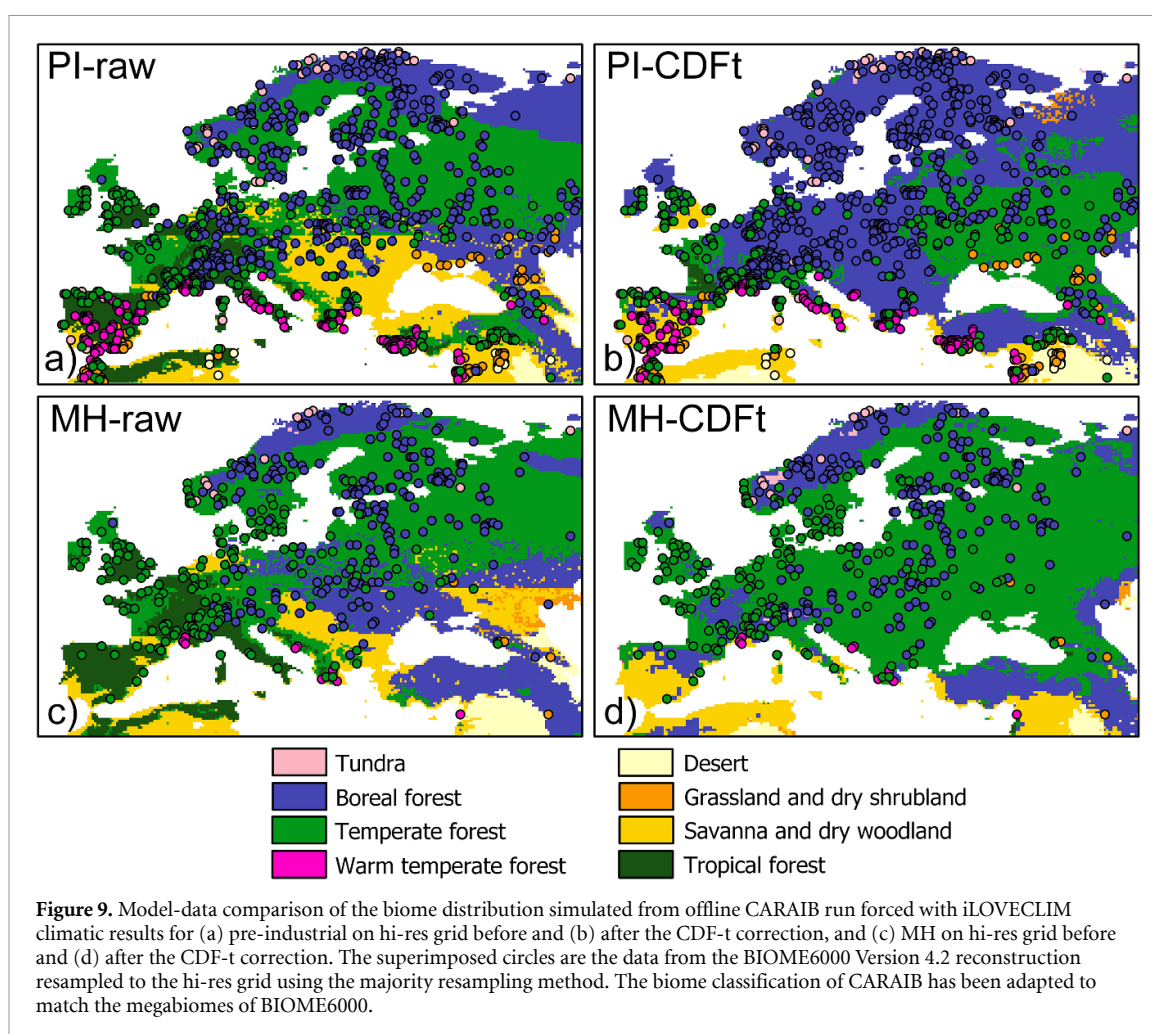 PI-raw
PI-CDFt
a)
b)
MH-raw
MH-CDFt
c)
d)
Tundra
Desert
Boreal forest
Grassland and dry shrubland
Temperate forest
Savanna and dry woodland
Warm temperate forest
Tropical forest
Figure 9. Model-data comparison of the biome distribution simulated from offline CARAIB run forced with iLOVECLIM
climatic results for (a) pre-industrial on hi-res grid before and (b) after the CDF-t correction, and (c) MH on hi-res grid before
and (d) after the CDF-t correction. The superimposed circles are the data from the BIOME6000 Version 4.2 reconstruction
resampled to the hi-res grid using the majority resampling method. The biome classification of CARAIB has been adapted to
match the megabiomes of BIOME6000.